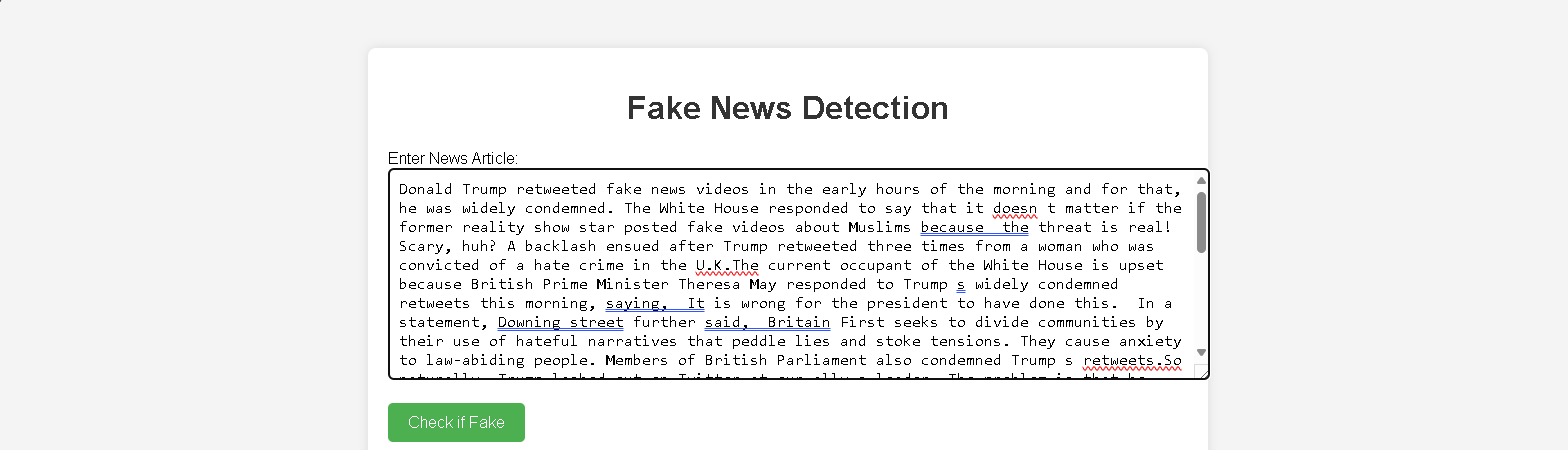 Fake News Detection
Enter News Article:
Donald Trump retweeted fake news videos in the early hours of the morning and for that,
he was widely condemned. The White House responded to say that it doesn t matter if the
former reality show star posted fake videos about Muslims because  the threat is real!
Scary, huh? A backlash ensued after Trump retweeted three times from a woman who was
convicted of a hate crime in the U.K.The current occupant of the White House is upset
because British Prime Minister Theresa May responded to Trump s widely condemned
retweets this morning, saying,  It is wrong for the president to have done this.  In a
statement, Downing street further said,  Britain First seeks to divide communities by
their use of hateful narratives that peddle lies and stoke tensions. They cause anxiety
to law-abiding people. Members of British Parliament also condemned Trump s retweets.So
Check if Fake